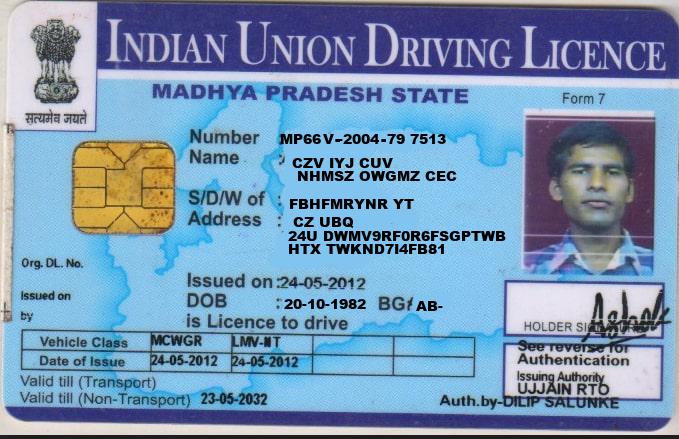 INDIAN UNION DRIVING LICENCE
सत्यमेव जयते
MADHYA PRADESH STATE
Form 7
Number MP66V-2004-79 7513
Name : CZV IYJ CUV
NHMSZ OWGMZ CEC
S/D/W of : FBHFMRYNR YT
Address : CZ UBQ
24U DWMV9RF0R6FSGPTWB
HTX TWKND7I4FB81
Org. DL. No.
Issued on :24-05-2012
Issued on
DOB :20-10-1982 BG/ AB-
by
is Licence to drive
HOLDER SIGNATURE
Vehicle Class MCWGR LMV-NT
Date of Issue 24-05-2012 24-05-2012
See reverse for
Authentication
Issuing Authority
UJJAIN RTO
Valid till (Transport)
Valid till (Non-Transport) 23-05-2032
Auth.by-DILIP SALUNKE